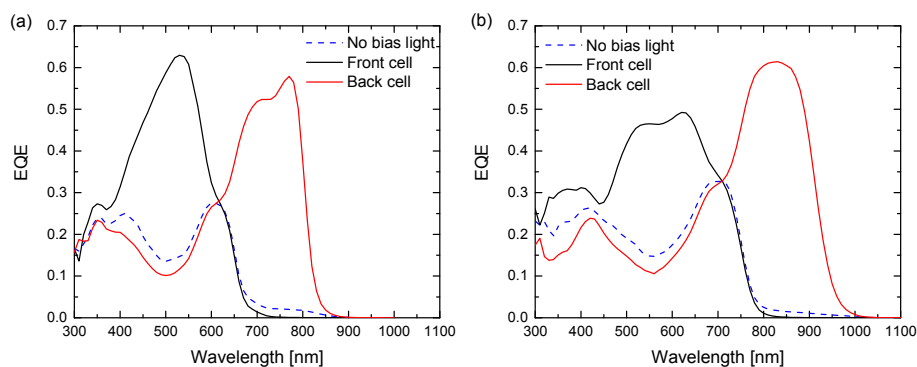 (a)
0.7
0.6
0.5
0.4
0.3
0.2
0.1
0.0
EQE
No bias light
Front cell
Back cell
300 400 500 600 700 800 900 1000 1100
Wavelength [nm]
(b)
0.7
0.6
0.5
0.4
0.3
0.2
0.1
0.0
EQE
No bias light
Front cell
Back cell
300 400 500 600 700 800 900 1000 1100
Wavelength [nm]